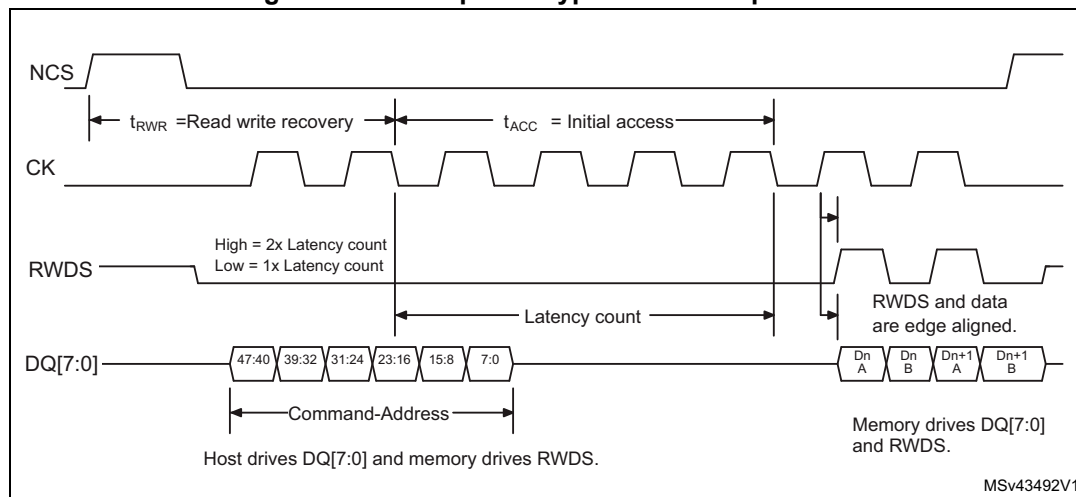 NCS
t_RWR =Read write recovery
t_ACC = Initial access
CK
High = 2x Latency count
Low = 1x Latency count
RWDS
Latency count
RWDS and data
are edge aligned.
DQ[7:0]
47:40 39:32 31:24 23:16 15:8 7:0
Dn A Dn B Dn+1 A Dn+1 B
Command-Address
Host drives DQ[7:0] and memory drives RWDS.
Memory drives DQ[7:0]
and RWDS.
MSv43492V1